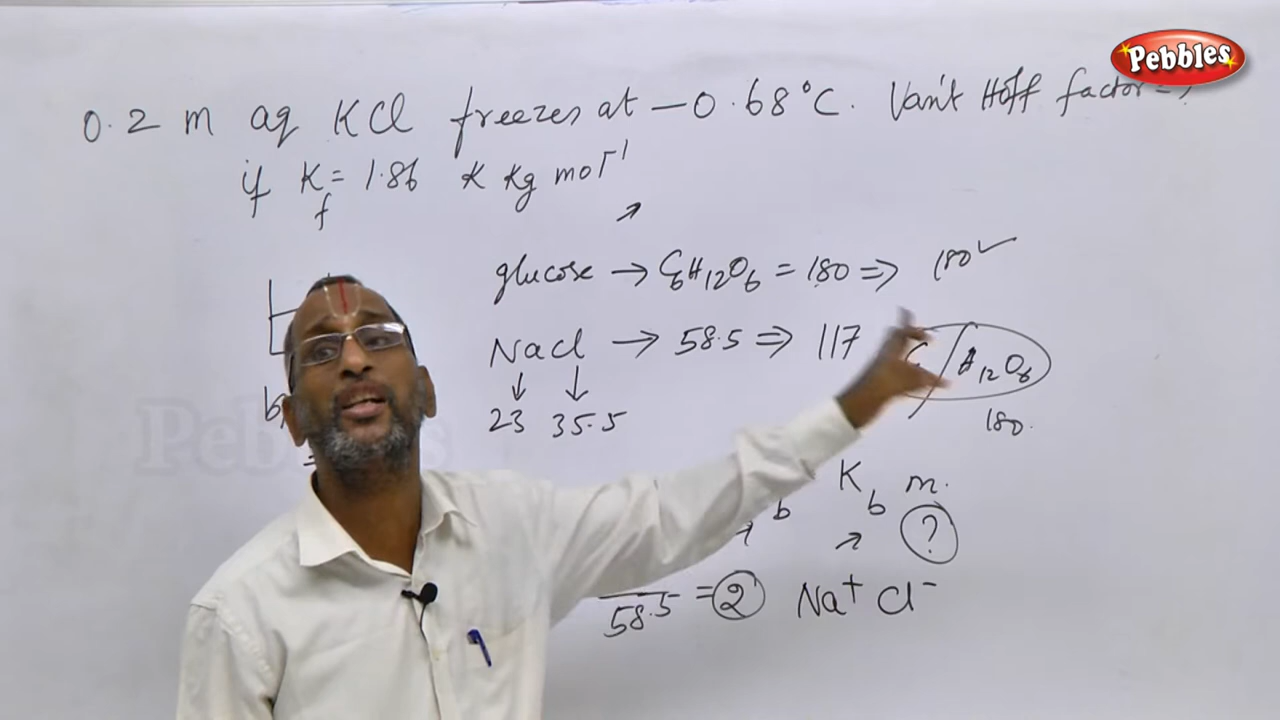 Pebbles
0.2 m aq KCl freezes at −0.68°C. Van't Hoff factor = ?
if Kf = 1.86 K Kg mol⁻¹
glucose → C6H12O6 = 180 ⇒ 180 ✓
NaCl → 58.5 ⇒ 117
H12O6
23 35.5
180.
Kb m.
b
?
58.5 = 2 Na⁺ Cl⁻